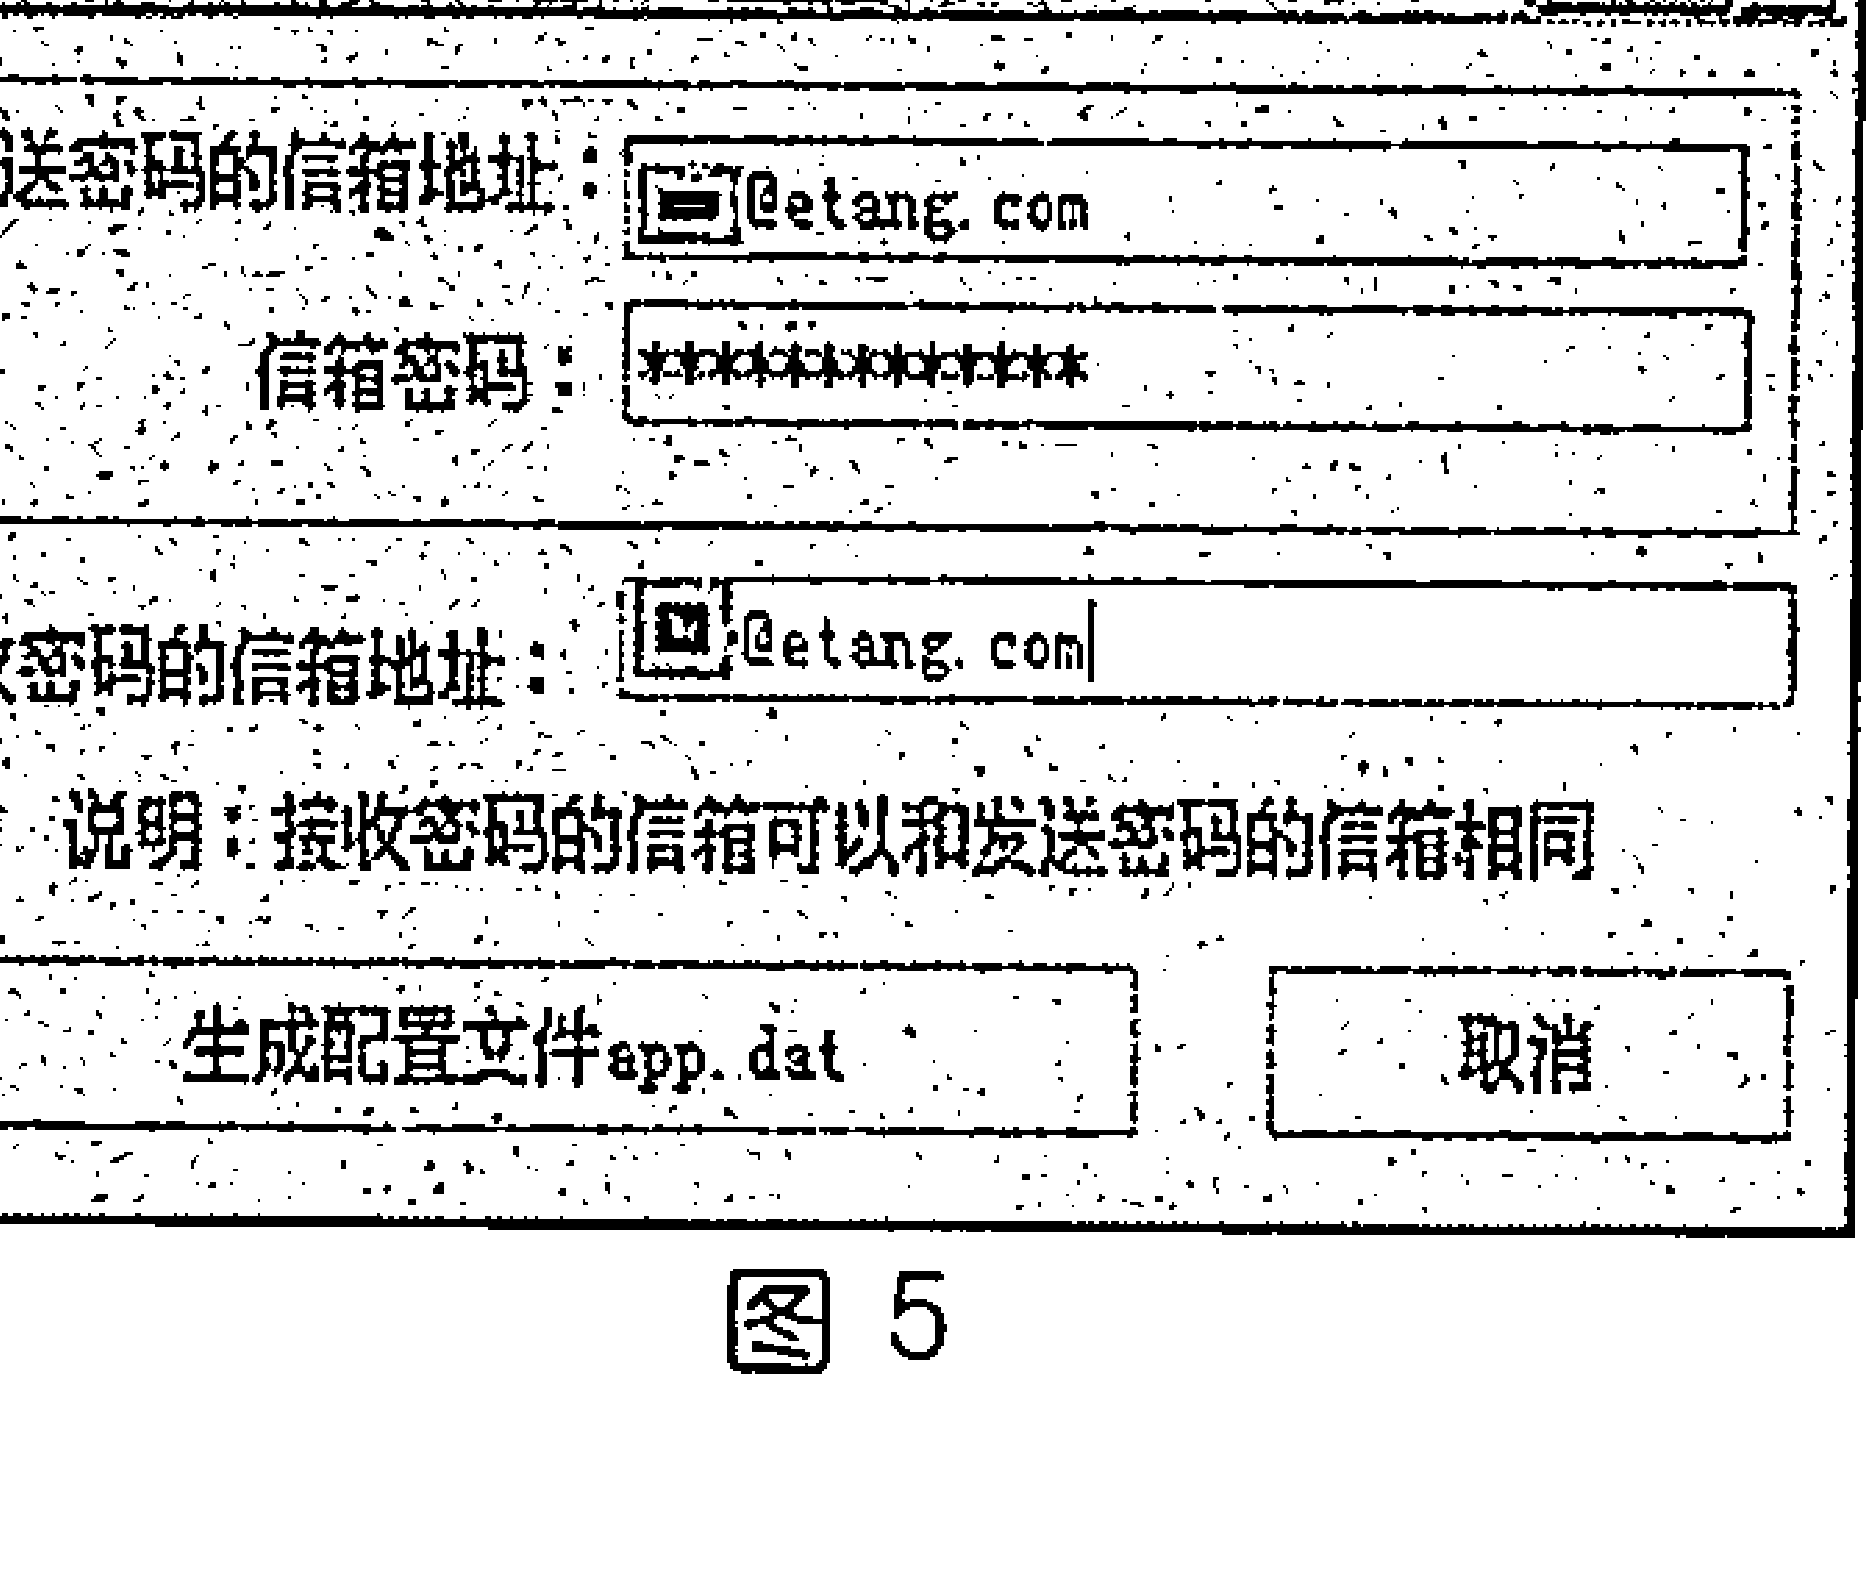 送密码的信箱地址：@etang.com
信箱密码：*************
密码的信箱地址：@etang.com
说明：接收密码的信箱可以和发送密码的信箱相同
生成配置文件app.dat 取消
图 5